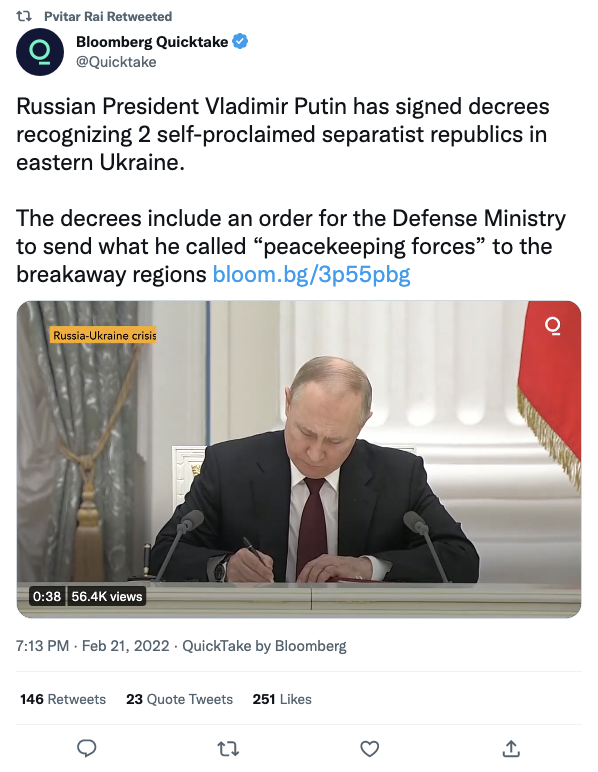 Pvitar Rai Retweeted
Bloomberg Quicktake
@Quicktake
Russian President Vladimir Putin has signed decrees
recognizing 2 self-proclaimed separatist republics in
eastern Ukraine.
The decrees include an order for the Defense Ministry
to send what he called “peacekeeping forces” to the
breakaway regions bloom.bg/3p55pbg
Russia-Ukraine crisis
0:38 56.4K views
7:13 PM · Feb 21, 2022 · QuickTake by Bloomberg
146 Retweets 23 Quote Tweets 251 Likes